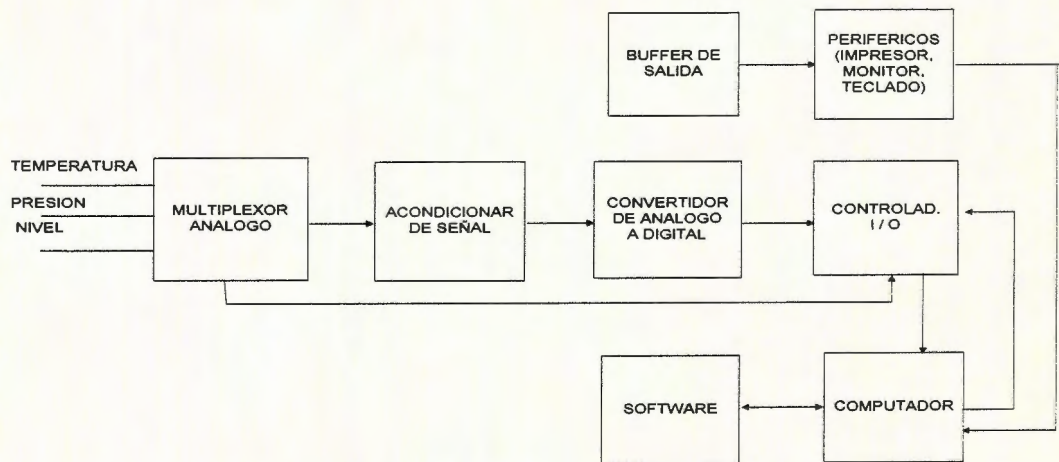 BUFFER DE
SALIDA
PERIFERICOS
(IMPRESOR,
MONITOR,
TECLADO)
TEMPERATURA
PRESION
NIVEL
MULTIPLEXOR
ANALOGO
ACONDICIONAR
DE SEÑAL
CONVERTIDOR
DE ANALOGO
A DIGITAL
CONTROLAD.
I / O
SOFTWARE
COMPUTADOR